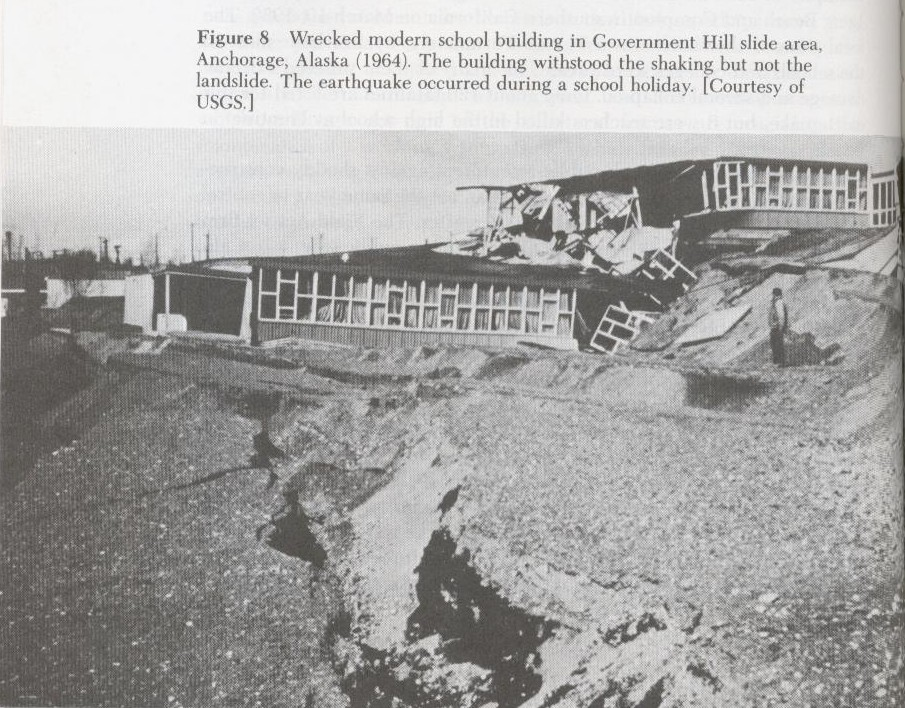 Figure 8 Wrecked modern school building in Government Hill slide area,
Anchorage, Alaska (1964). The building withstood the shaking but not the
landslide. The earthquake occurred during a school holiday. [Courtesy of
USGS.]